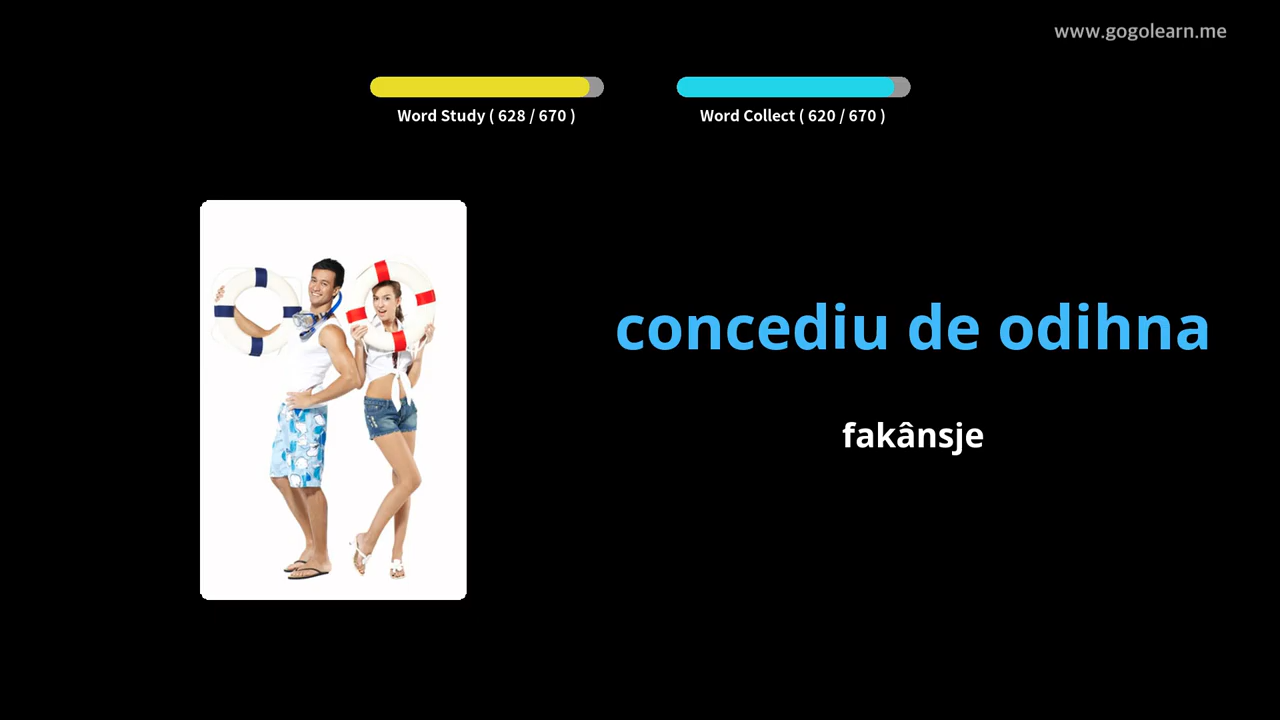 www.gogolearn.me
Word Study ( 628 / 670 )
Word Collect ( 620 / 670 )
concediu de odihna
fakânsje